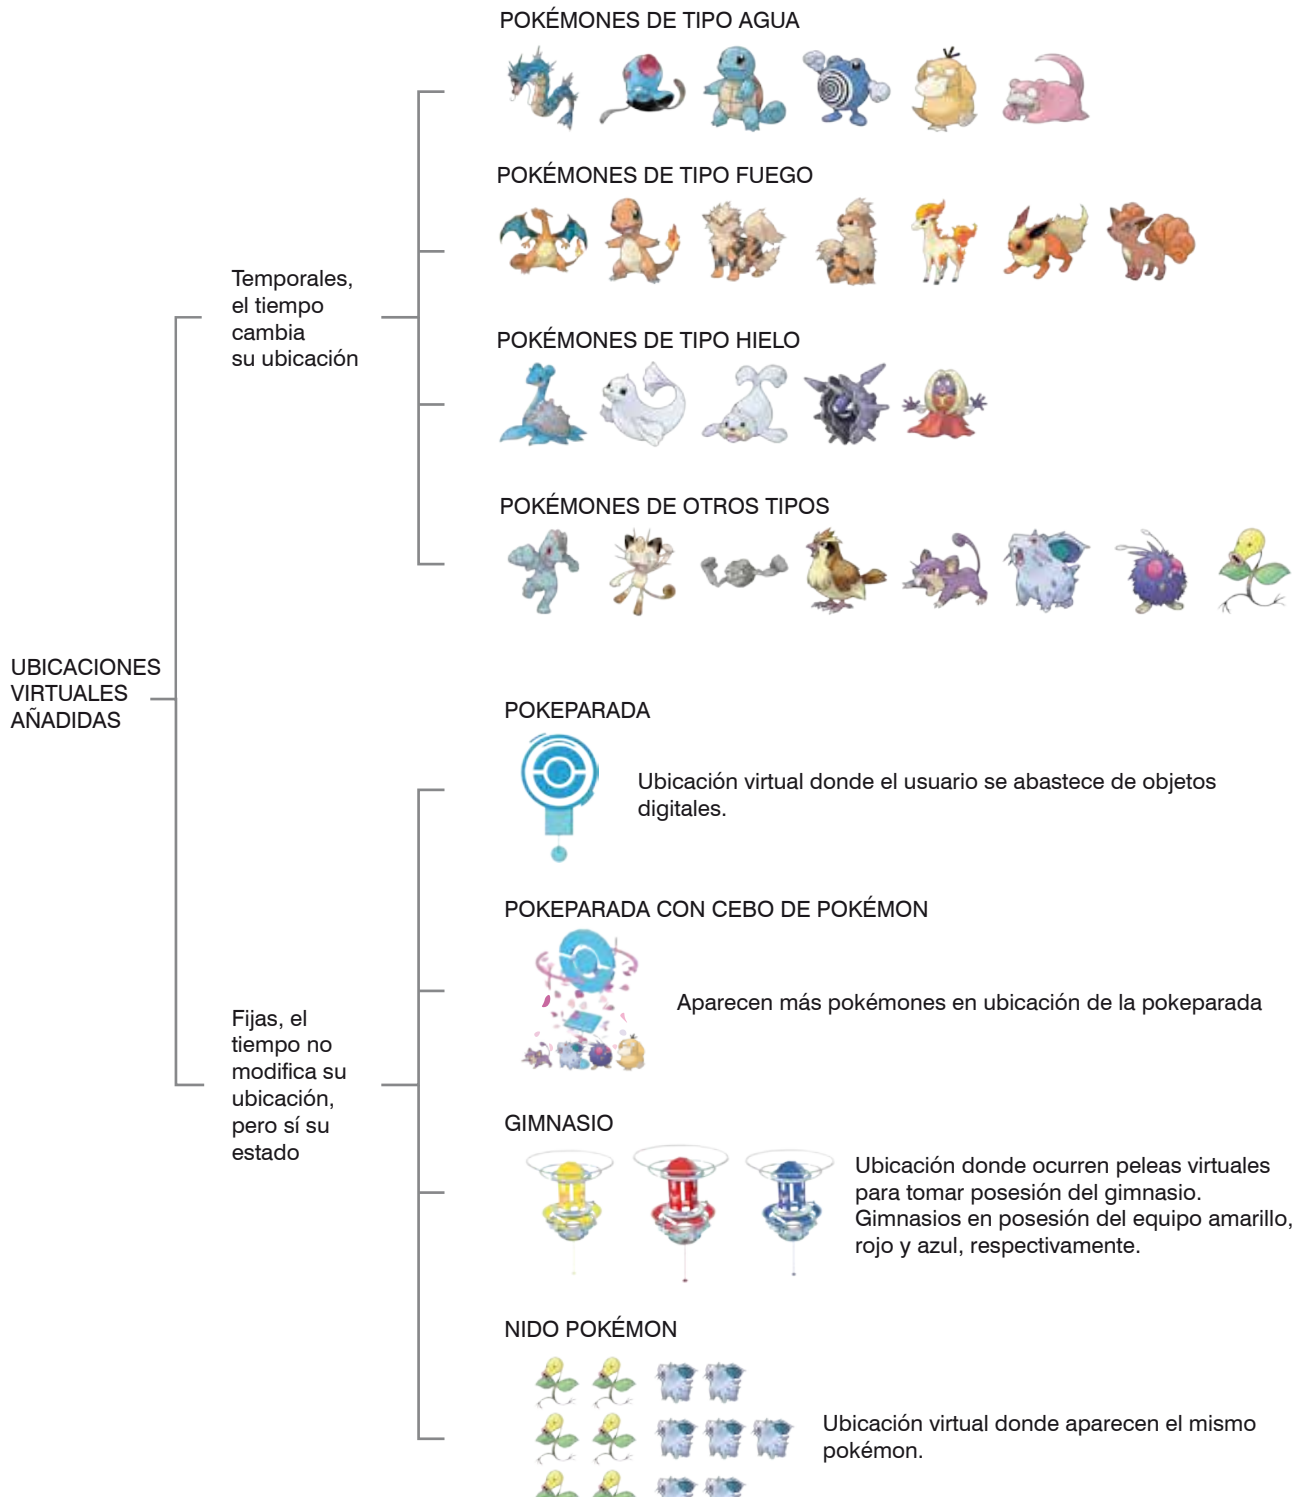 POKÉMONES DE TIPO AGUA
POKÉMONES DE TIPO FUEGO
Temporales,
el tiempo
cambia
su ubicación
POKÉMONES DE TIPO HIELO
POKÉMONES DE OTROS TIPOS
UBICACIONES
VIRTUALES
AÑADIDAS
POKEPARADA
Ubicación virtual donde el usuario se abastece de objetos
digitales.
POKEPARADA CON CEBO DE POKÉMON
Aparecen más pokémones en ubicación de la pokeparada
Fijas, el
tiempo no
modifica su
ubicación,
pero sí su
estado
GIMNASIO
Ubicación donde ocurren peleas virtuales
para tomar posesión del gimnasio.
Gimnasios en posesión del equipo amarillo,
rojo y azul, respectivamente.
NIDO POKÉMON
Ubicación virtual donde aparecen el mismo
pokémon.